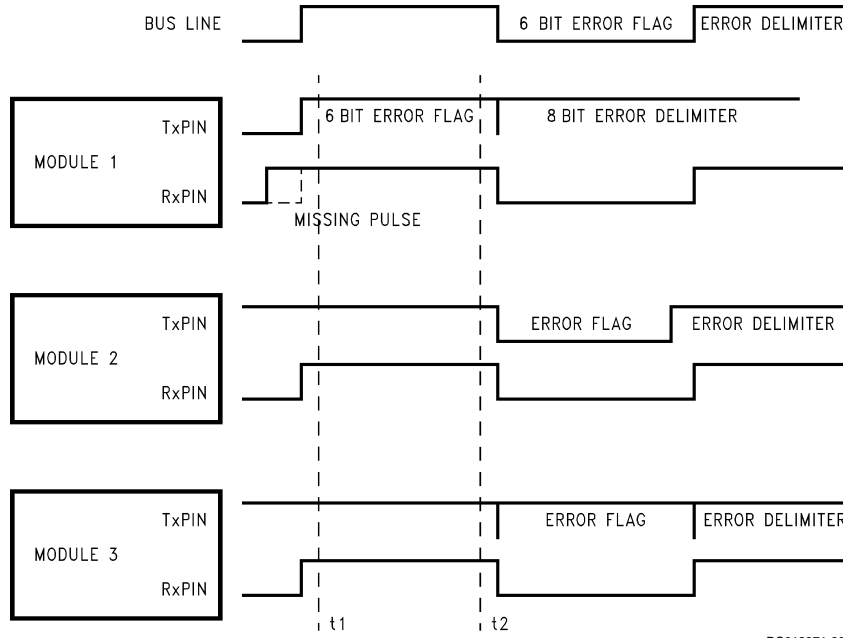 BUS LINE 6 BIT ERROR FLAG ERROR DELIMITER
TxPIN 6 BIT ERROR FLAG 8 BIT ERROR DELIMITER
MODULE 1
RxPIN
MISSING PULSE
TxPIN ERROR FLAG ERROR DELIMITER
MODULE 2
RxPIN
TxPIN ERROR FLAG ERROR DELIMITER
MODULE 3
RxPIN
t1 t2